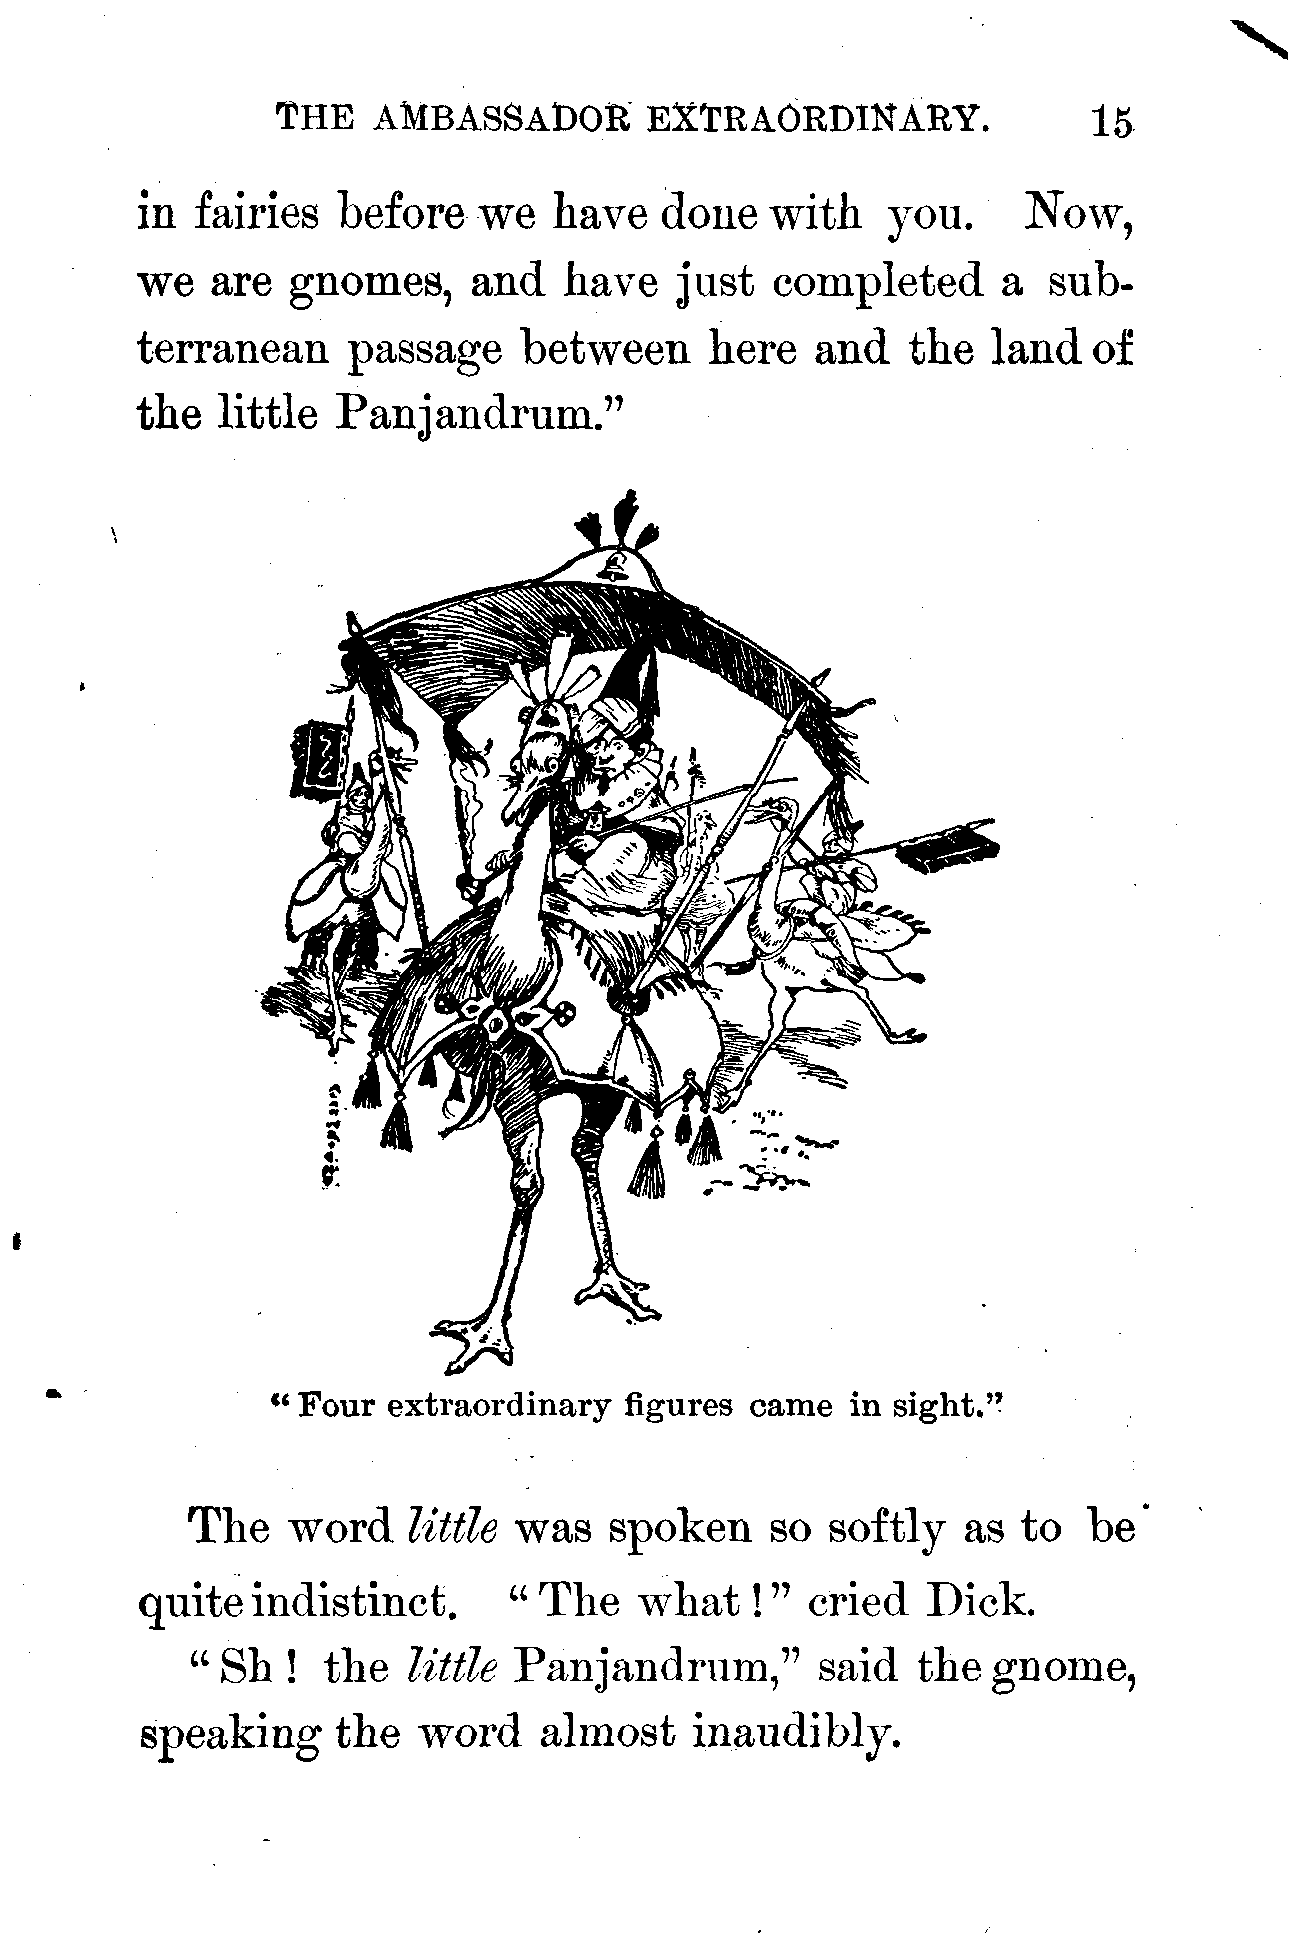 THE AMBASSADOR EXTRAORDINARY. 15
in fairies before we have done with you. Now,
we are gnomes, and have just completed a sub-
terranean passage between here and the land of
the little Panjandrum.”
“Four extraordinary figures came in sight.”
The word little was spoken so softly as to be
quite indistinct. “The what!” cried Dick.
“Sh! the little Panjandrum,” said the gnome,
speaking the word almost inaudibly.